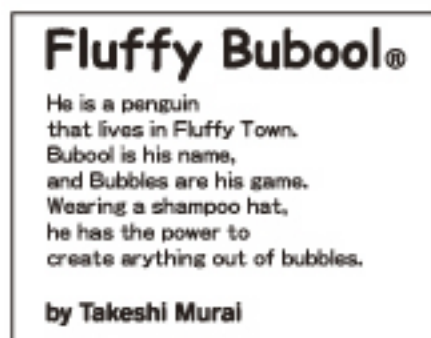 Fluffy Bubool®
He is a penguin
that lives in Fluffy Town.
Bubool is his name,
and Bubbles are his game.
Wearing a shampoo hat,
he has the power to
create arything out of bubbles.
by Takeshi Murai